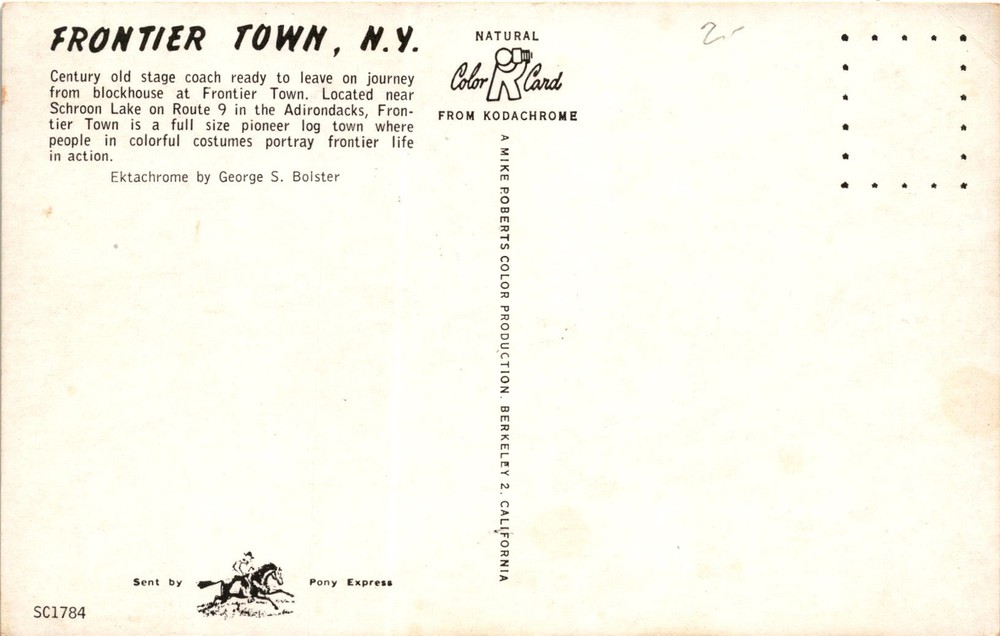 FRONTIER TOWN, N.Y.
Century old stage coach ready to leave on journey
from blockhouse at Frontier Town. Located near
Schroon Lake on Route 9 in the Adirondacks, Fron-
tier Town is a full size pioneer log town where
people in colorful costumes portray frontier life
in action.
Ektachrome by George S. Bolster
NATURAL
Color Card
FROM KODACHROME
2.-
A MIKE ROBERTS COLOR PRODUCTION. BERKELEY 2, CALIFORNIA
Sent by Pony Express
SC1784